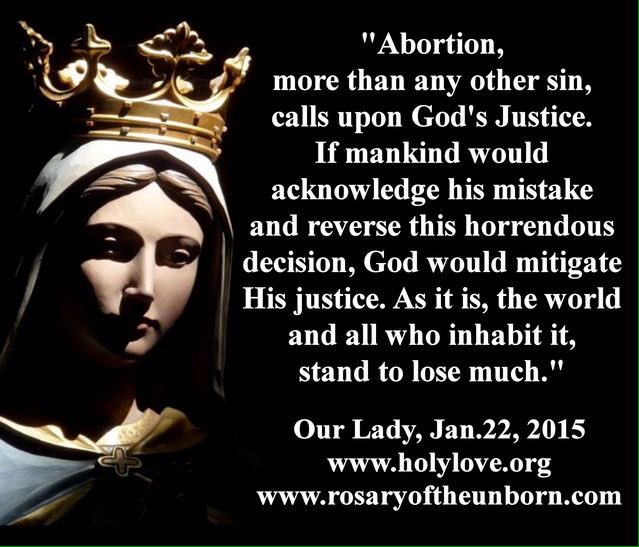 "Abortion,
more than any other sin,
calls upon God's Justice.
If mankind would
acknowledge his mistake
and reverse this horrendous
decision, God would mitigate
His justice. As it is, the world
and all who inhabit it,
stand to lose much."
Our Lady, Jan.22, 2015
www.holylove.org
www.rosaryoftheunborn.com